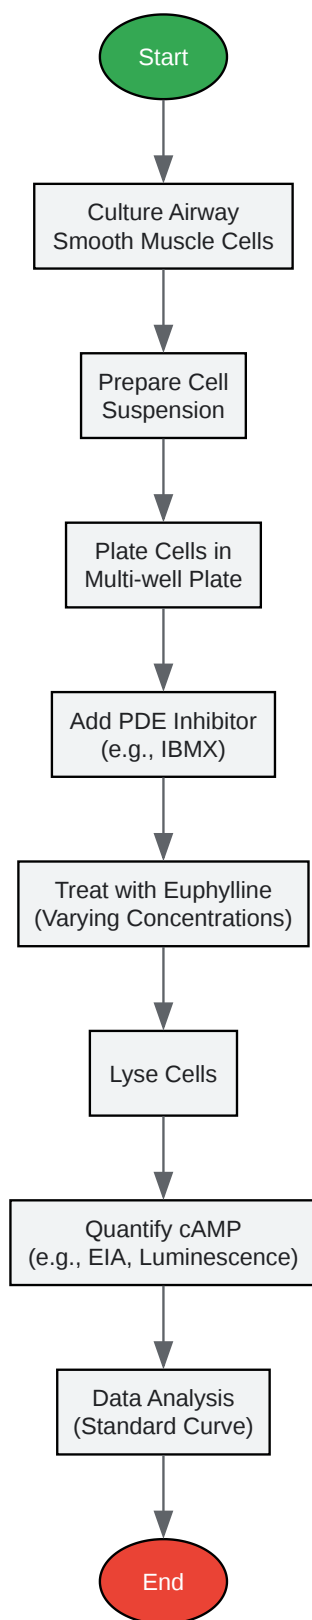 Start
Culture Airway
Smooth Muscle Cells
Prepare Cell
Suspension
Plate Cells in
Multi-well Plate
Add PDE Inhibitor
(e.g., IBMX)
Treat with Euphylline
(Varying Concentrations)
Lyse Cells
Quantify cAMP
(e.g., EIA, Luminescence)
Data Analysis
(Standard Curve)
End